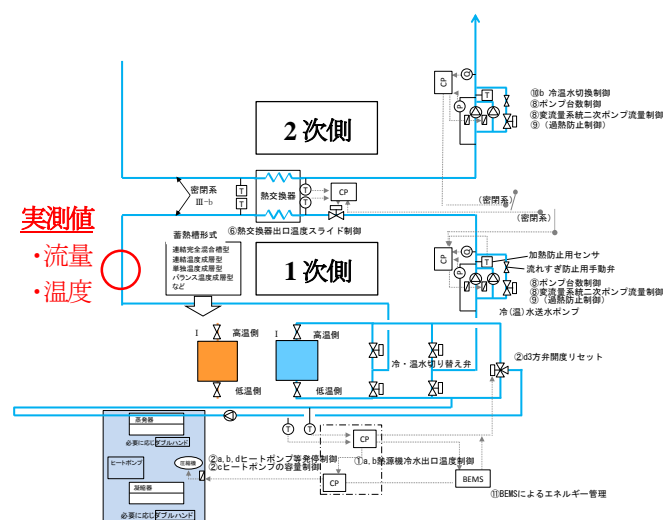 Q
CP
T
P
⑩b 冷温水切換制御
⑧ポンプ台数制御
⑧変流量系統二次ポンプ流量制御
⑨（過熱防止制御）
2次側
密閉系
Ⅲ-b
T
T
熱交換器
T
T
CP
(密閉系)
(密閉系)
⑥熱交換器出口温度スライド制御
実測値
・流量
・温度
蓄熱槽形式
連結完全混合槽型
連結温度成層型
単独温度成層型
バランス温度成層型
など
1次側
Q
CP
T
P
加熱防止用センサ
流れすぎ防止用手動弁
⑧ポンプ台数制御
⑧変流量系統二次ポンプ流量制御
⑨（過熱防止制御）
冷(温)水送水ポンプ
I
高温側
I
高温側
冷・温水切り替え弁
②d3方弁開度リセット
低温側
低温側
蒸発器
必要に応じダブルハンド
ヒートポンプ
圧縮機
凝縮器
必要に応じダブルハンド
T
T
②a,b,dヒートポンプ等発停制御
②cヒートポンプの容量制御
CP
①a,b熱源機冷水出口温度制御
CP
BEMS
⑪BEMSによるエネルギー管理